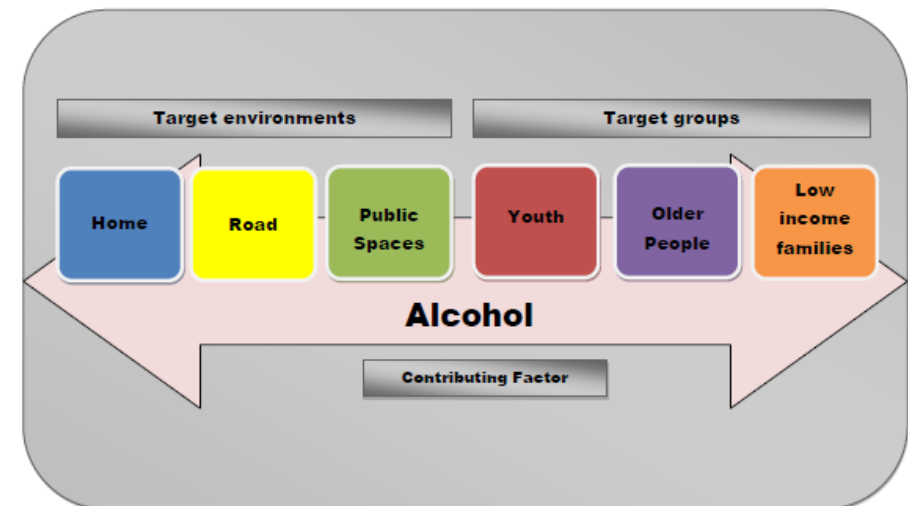 Target environments
Target groups
Home
Road
Public
Spaces
Youth
Older
People
Low
income
families
Alcohol
Contributing Factor